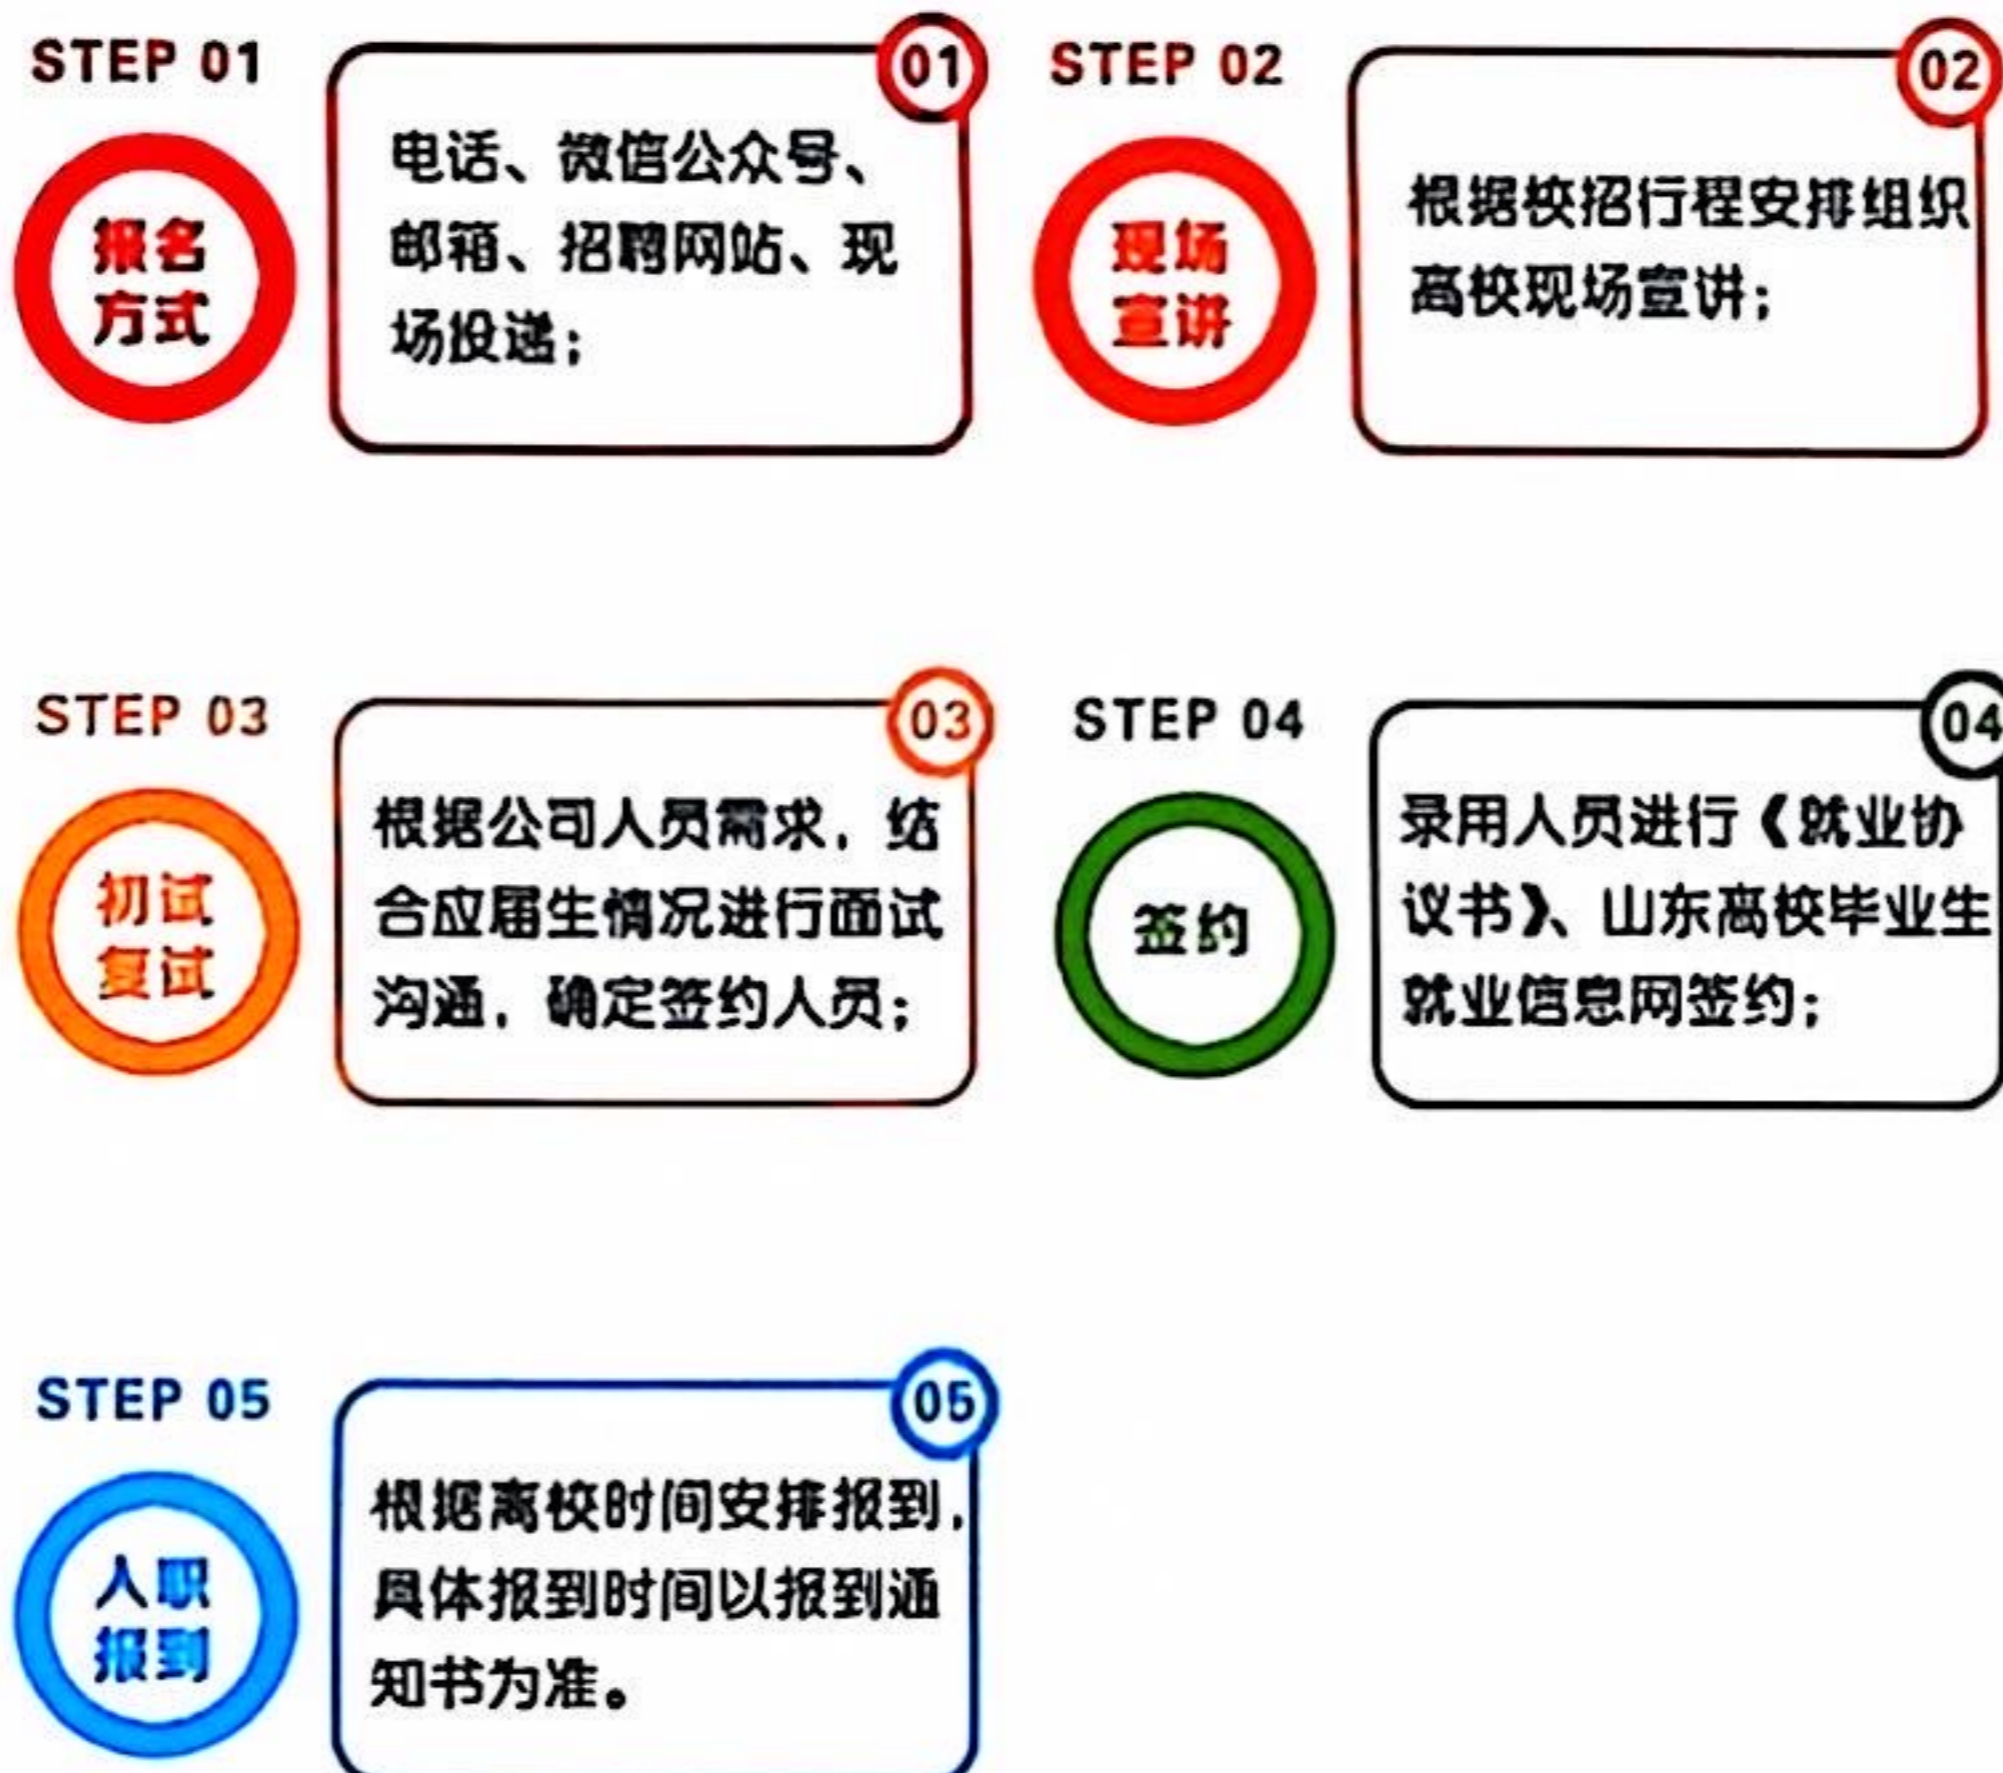 STEP 01
报名
方式
01
电话、微信公众号、
邮箱、招聘网站、现
场投递；
STEP 02
现场
宣讲
02
根据校招行程安排组织
高校现场宣讲；
STEP 03
初试
复试
03
根据公司人员需求，结
合应届生情况进行面试
沟通，确定签约人员；
STEP 04
签约
04
录用人员进行《就业协
议书》、山东高校毕业生
就业信息网签约；
STEP 05
入职
报到
05
根据离校时间安排报到，
具体报到时间以报到通
知书为准。